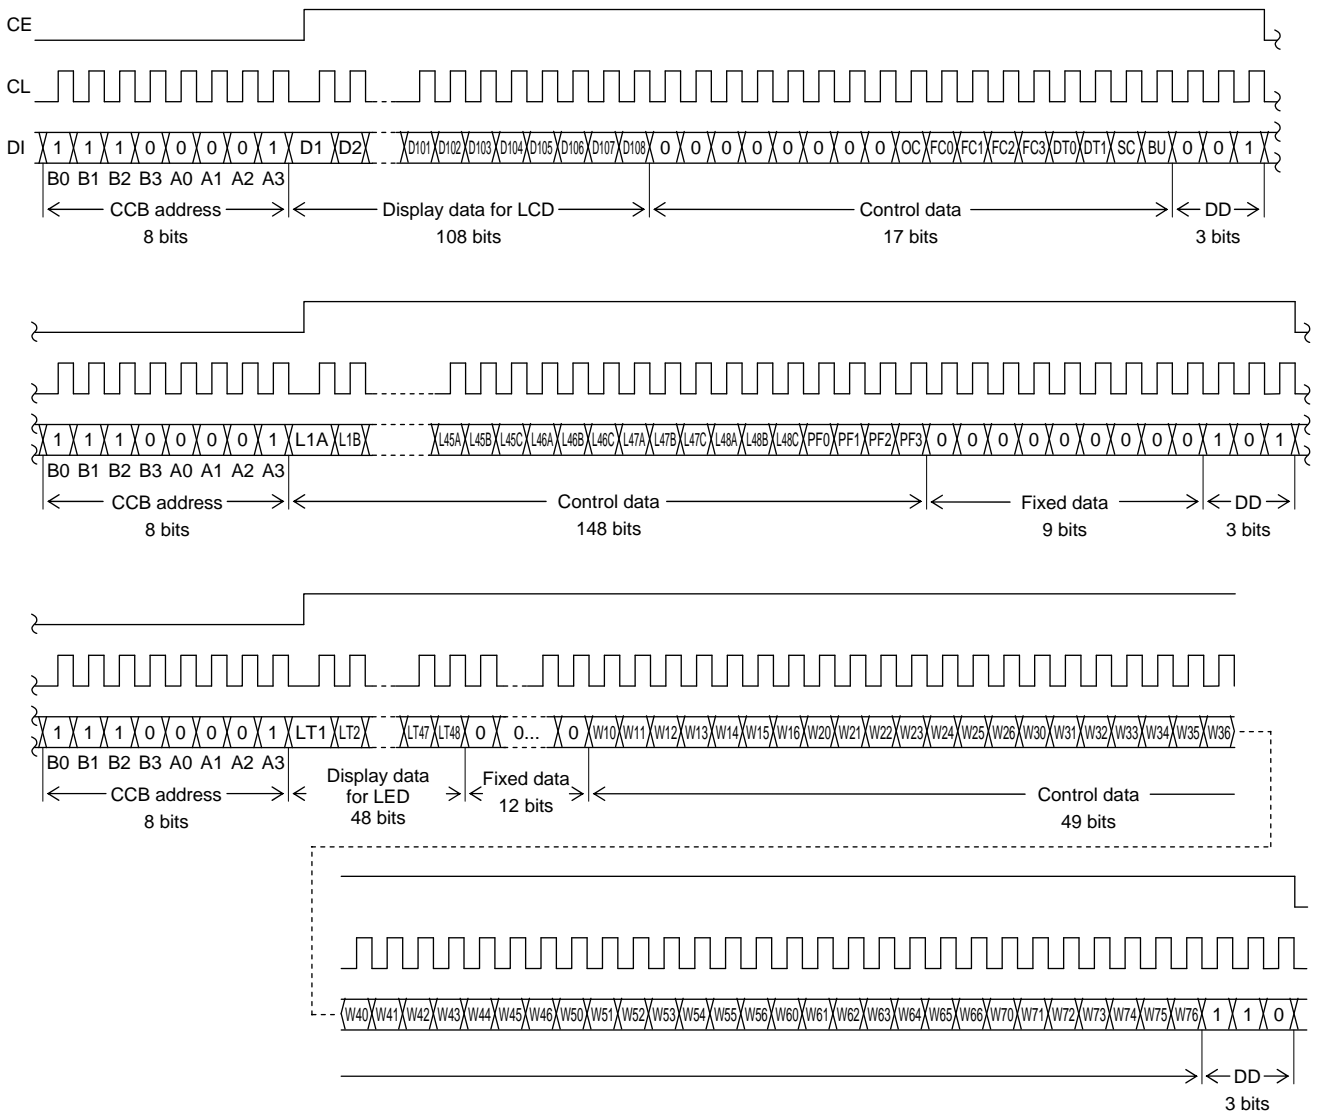 CE
CL
DI 1 1 1 0 0 0 0 1 D1 D2 D101 D102 D103 D104 D105 D106 D107 D108 0 0 0 0 0 0 0 0 OC FC0 FC1 FC2 FC3 DT0 DT1 SC BU 0 0 1
B0 B1 B2 B3 A0 A1 A2 A3
CCB address Display data for LCD Control data DD
8 bits 108 bits 17 bits 3 bits
1 1 1 0 0 0 0 1 L1A L1B L45A L45B L45C L46A L46B L46C L47A L47B L47C L48A L48B L48C PF0 PF1 PF2 PF3 0 0 0 0 0 0 0 0 0 1 0 1
B0 B1 B2 B3 A0 A1 A2 A3
CCB address Control data Fixed data DD
8 bits 148 bits 9 bits 3 bits
1 1 1 0 0 0 0 1 LT1 LT2 LT47 LT48 0 0... 0 W10 W11 W12 W13 W14 W15 W16 W20 W21 W22 W23 W24 W25 W26 W30 W31 W32 W33 W34 W35 W36
B0 B1 B2 B3 A0 A1 A2 A3
CCB address Display data for LED Fixed data Control data
8 bits 48 bits 12 bits 49 bits
W40 W41 W42 W43 W44 W45 W46 W50 W51 W52 W53 W54 W55 W56 W60 W61 W62 W63 W64 W65 W66 W70 W71 W72 W73 W74 W75 W76 1 1 0
DD
3 bits